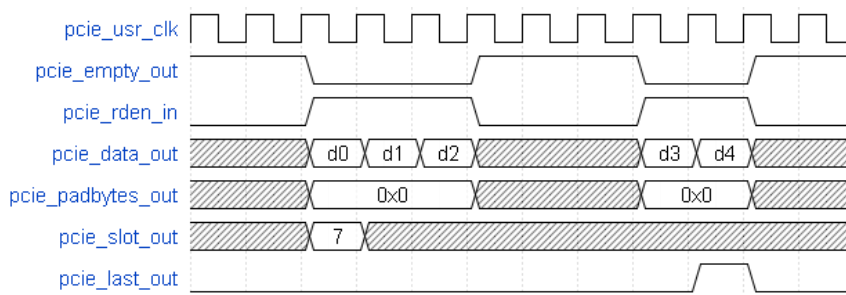 pcie_usr_clk
pcie_empty_out
pcie_rden_in
pcie_data_out d0 d1 d2 d3 d4
pcie_padbytes_out 0x0 0x0
pcie_slot_out 7
pcie_last_out